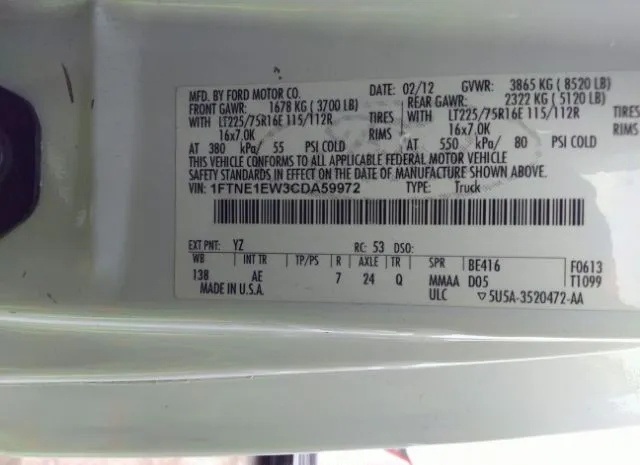 MFD. BY FORD MOTOR CO. DATE: 02/12 GVWR: 3865 KG ( 8520 LB)
FRONT GAWR: 1678 KG ( 3700 LB) REAR GAWR: 2322 KG ( 5120 LB)
WITH LT225/75R16E 115/112R TIRES WITH LT225/75R16E 115/112R TIRES
16x7.0K RIMS 16x7.0K RIMS
AT 380 kPa/ 55 PSI COLD AT 550 kPa/ 80 PSI COLD
THIS VEHICLE CONFORMS TO ALL APPLICABLE FEDERAL MOTOR VEHICLE
SAFETY STANDARDS IN EFFECT ON THE DATE OF MANUFACTURE SHOWN ABOVE.
VIN: 1FTNE1EW3CDA59972 TYPE: Truck
EXT PNT: YZ RC: 53 DSO:
WB INT TR TP/PS R AXLE TR SPR BE416 F0613
138 AE 7 24 Q MMAA D05 T1099
MADE IN U.S.A. ULC ▽5U5A-3520472-AA